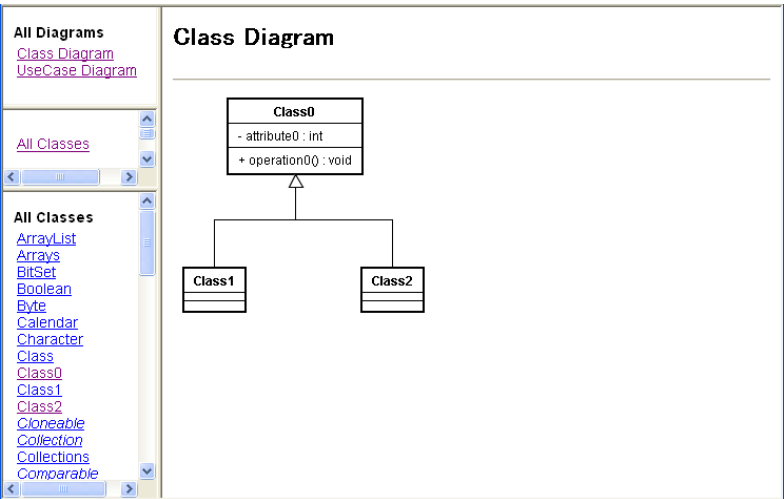 All Diagrams
Class Diagram
UseCase Diagram
All Classes
All Classes
ArrayList
Arrays
BitSet
Boolean
Byte
Calendar
Character
Class
Class0
Class1
Class2
Cloneable
Collection
Collections
Comparable
Class Diagram
Class0
- attribute0 : int
+ operation0() : void
Class1
Class2